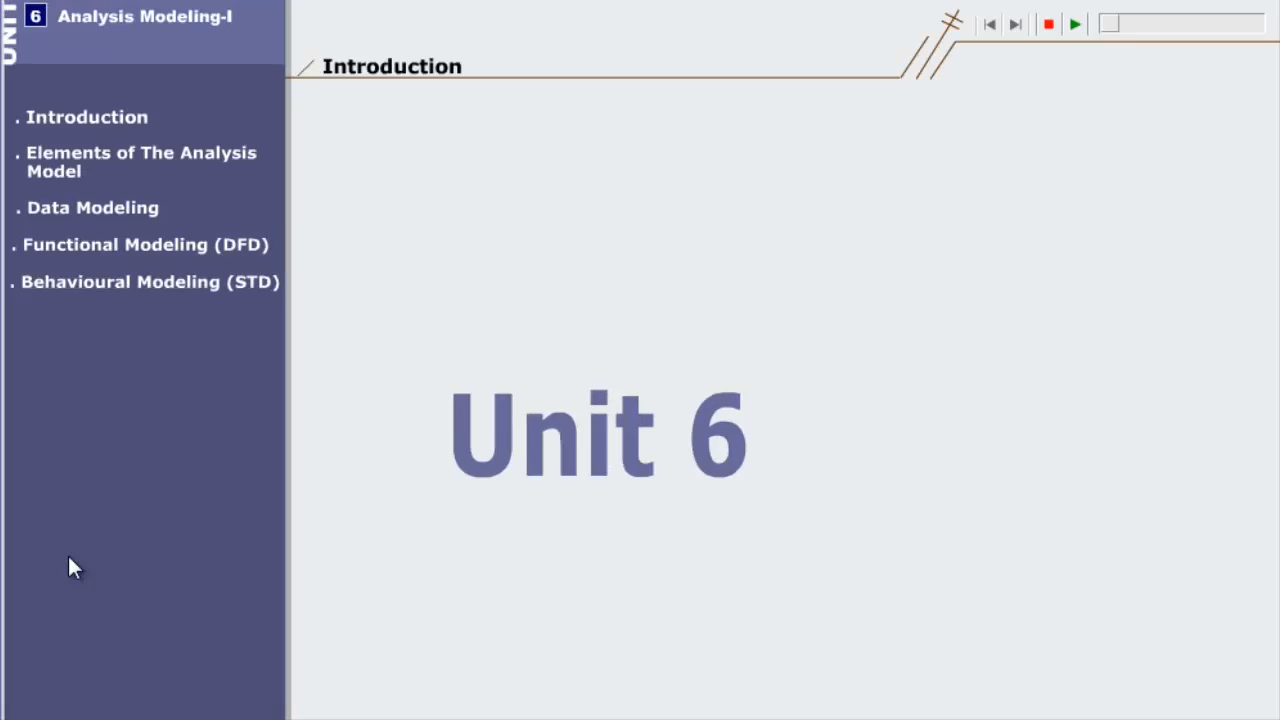 UNIT
6 Analysis Modeling-I
Introduction
. Introduction
. Elements of The Analysis
Model
. Data Modeling
. Functional Modeling (DFD)
. Behavioural Modeling (STD)
Unit 6